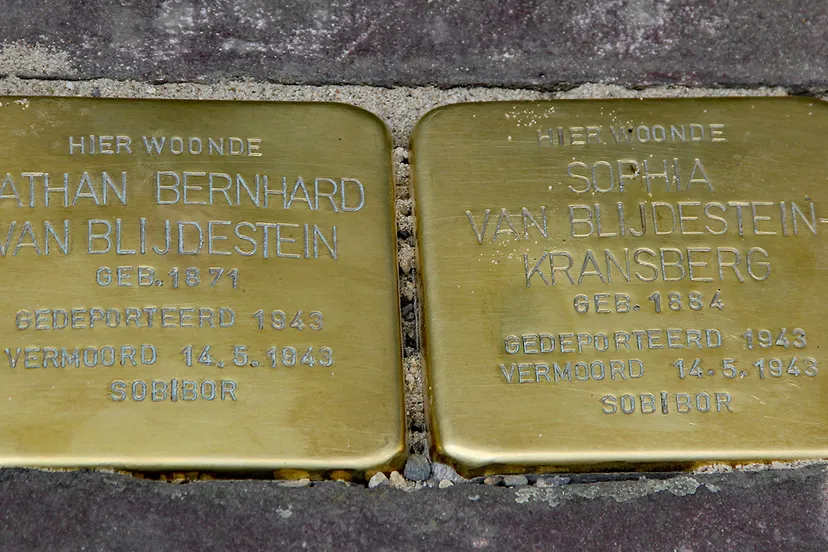 HIER WOONDE
ATHAN BERNHARD
VAN BLIJDESTEIN
GEB. 1871
GEDEPORTEERD 1943
VERMOORD 14.5.1943
SOBIBOR
HIER WOONDE
SOPHIA
VAN BLIJDESTEIN-
KRANSBERG
GEB. 1884
GEDEPORTEERD 1943
VERMOORD 14.5.1943
SOBIBOR